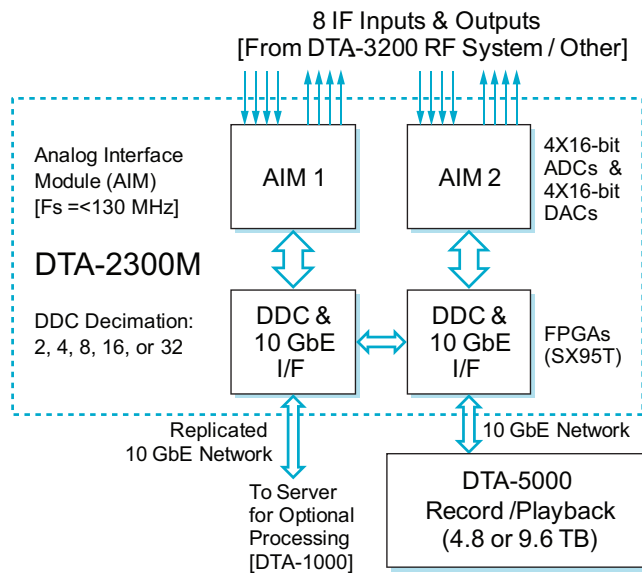 8 IF Inputs & Outputs
[From DTA-3200 RF System / Other]
Analog Interface
Module (AIM)
[Fs =<130 MHz]
AIM 1
AIM 2
4X16-bit
ADCs &
4X16-bit
DACs
DTA-2300M
DDC Decimation:
2, 4, 8, 16, or 32
DDC &
10 GbE
I/F
DDC &
10 GbE
I/F
FPGAs
(SX95T)
Replicated
10 GbE Network
10 GbE Network
To Server
for Optional
Processing
[DTA-1000]
DTA-5000
Record /Playback
(4.8 or 9.6 TB)